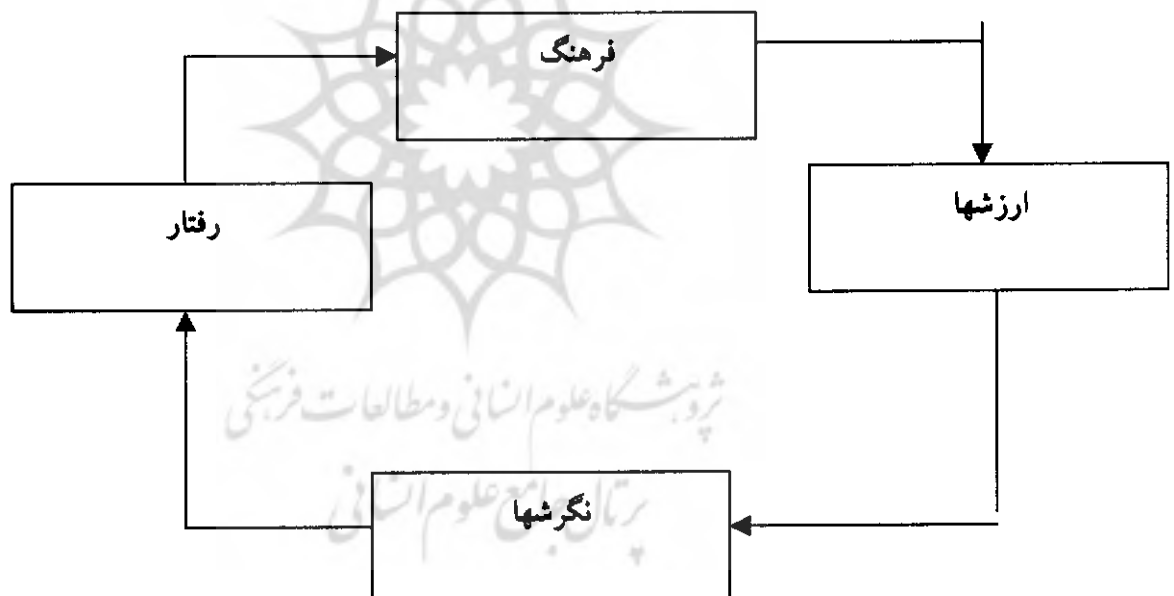 فرهنگ
ارزشها
رفتار
پژوهشگاه علوم انسانی و مطالعات فرهنگی
نگرشها
پرتال جامع علوم انسانی